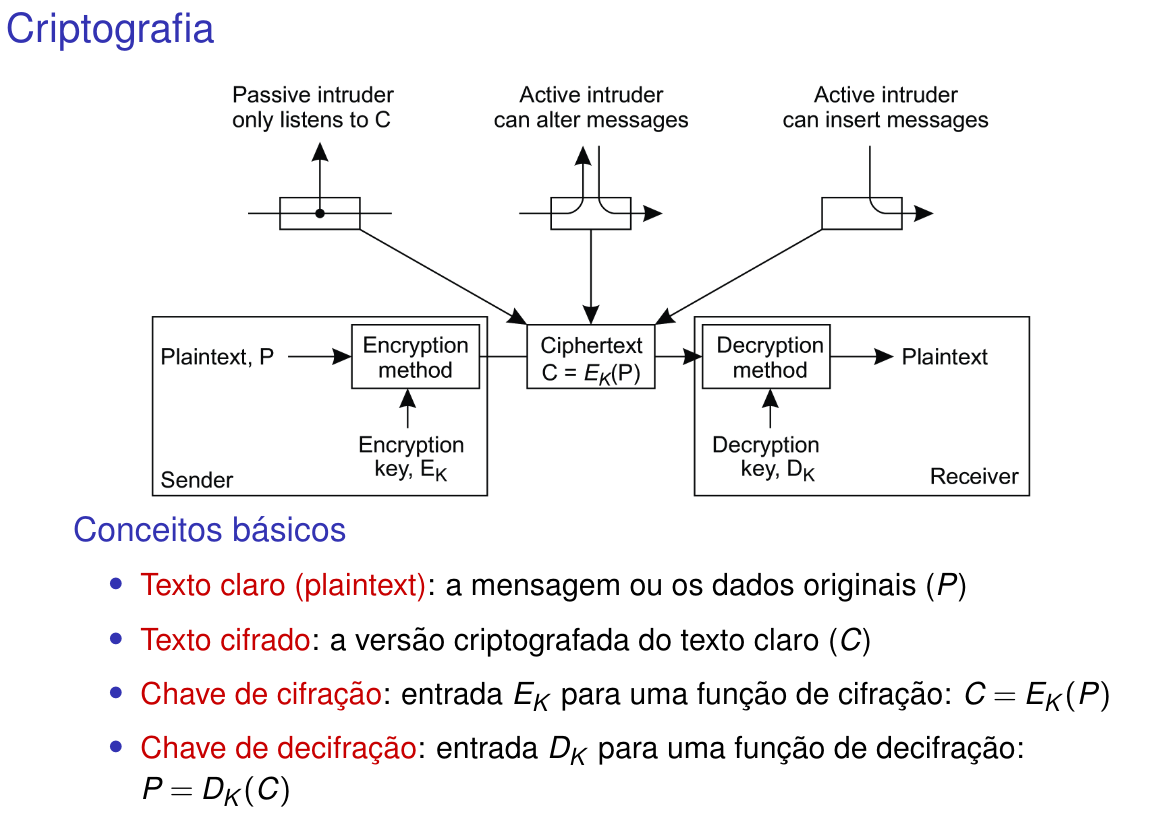 Criptografia
Passive intruder
only listens to C
Active intruder
can alter messages
Active intruder
can insert messages
Plaintext, P
Encryption
method
Encryption
key, E_K
Sender
Ciphertext
C = E_K(P)
Decryption
method
Decryption
key, D_K
Plaintext
Receiver
Conceitos básicos
• Texto claro (plaintext): a mensagem ou os dados originais (P)
• Texto cifrado: a versão criptografada do texto claro (C)
• Chave de cifração: entrada E_K para uma função de cifração: C = E_K(P)
• Chave de decifração: entrada D_K para uma função de decifração:
P = D_K(C)